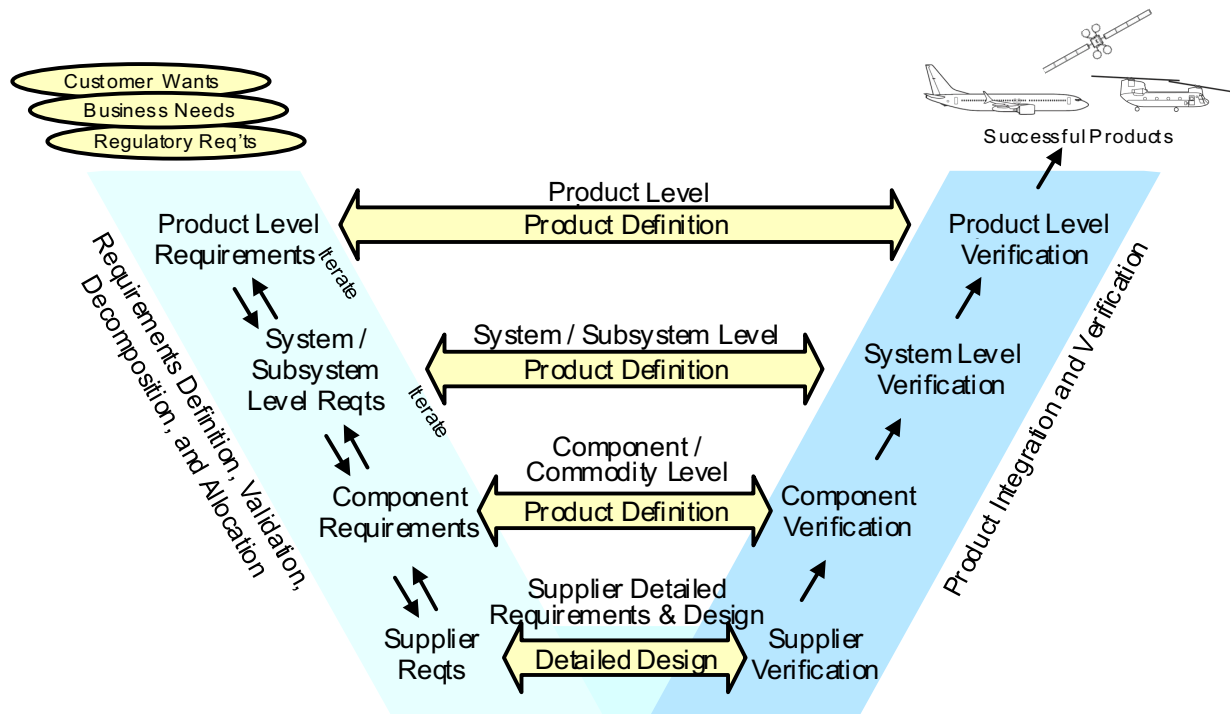 Customer Wants
Business Needs
Regulatory Req'ts
Successful Products
Product Level
Product Definition
Product Level
Requirements
Iterate
Product Level
Verification
Requirements Definition, Validation,
Decomposition, and Allocation
System / Subsystem Level
Product Definition
System /
Subsystem
Level Reqts
Iterate
System Level
Verification
Product Integration and Verification
Component /
Commodity Level
Product Definition
Component
Requirements
Component
Verification
Supplier Detailed
Requirements & Design
Detailed Design
Supplier
Reqts
Supplier
Verification